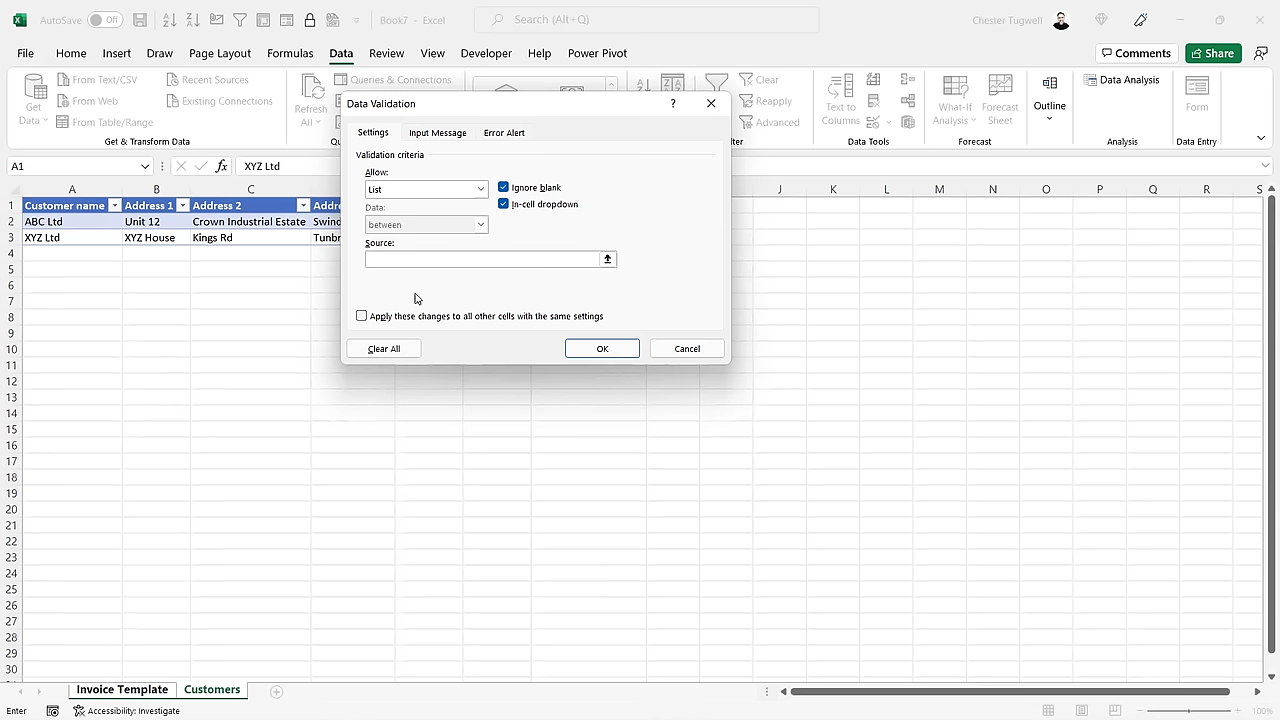 AutoSave Off Book7 - Excel Search (Alt+Q) Chester Tugwell
File Home Insert Draw Page Layout Formulas Data Review View Developer Help Power Pivot Comments Share
Get Data
From Text/CSV
From Web
From Table/Range
Recent Sources
Existing Connections
Get & Transform Data
Refresh All
Queries & Connections
Clear
Reapply
Advanced
Text to Columns
Data Tools
What-If Analysis
Forecast Sheet
Forecast
Outline
Data Analysis
Analysis
Form
Data Entry
A1 fx XYZ Ltd
Data Validation ?
Settings Input Message Error Alert
Validation criteria
Allow:
List
Ignore blank
Data:
In-cell dropdown
between
Source:
Apply these changes to all other cells with the same settings
Clear All OK Cancel
A B C J K L M N O P Q R S
1 Customer name Address 1 Address 2
2 ABC Ltd Unit 12 Crown Industrial Estate
3 XYZ Ltd XYZ House Kings Rd
4
5
6
7
8
9
10
11
12
13
14
15
16
17
18
19
20
21
22
23
24
25
26
27
28
29
30
Invoice Template Customers
Enter Accessibility: Investigate 100%